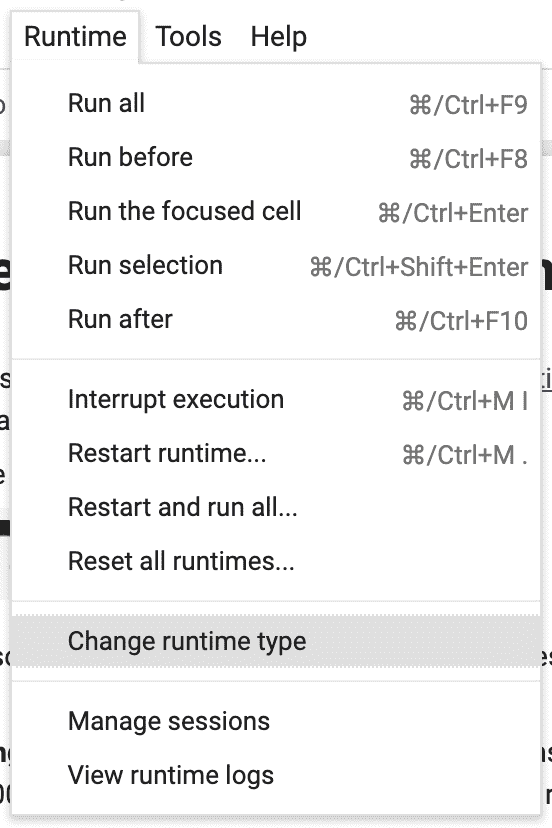 Runtime Tools Help
Run all ⌘/Ctrl+F9
Run before ⌘/Ctrl+F8
Run the focused cell ⌘/Ctrl+Enter
Run selection ⌘/Ctrl+Shift+Enter
Run after ⌘/Ctrl+F10
Interrupt execution ⌘/Ctrl+M I
Restart runtime... ⌘/Ctrl+M .
Restart and run all...
Reset all runtimes...
Change runtime type
Manage sessions
View runtime logs